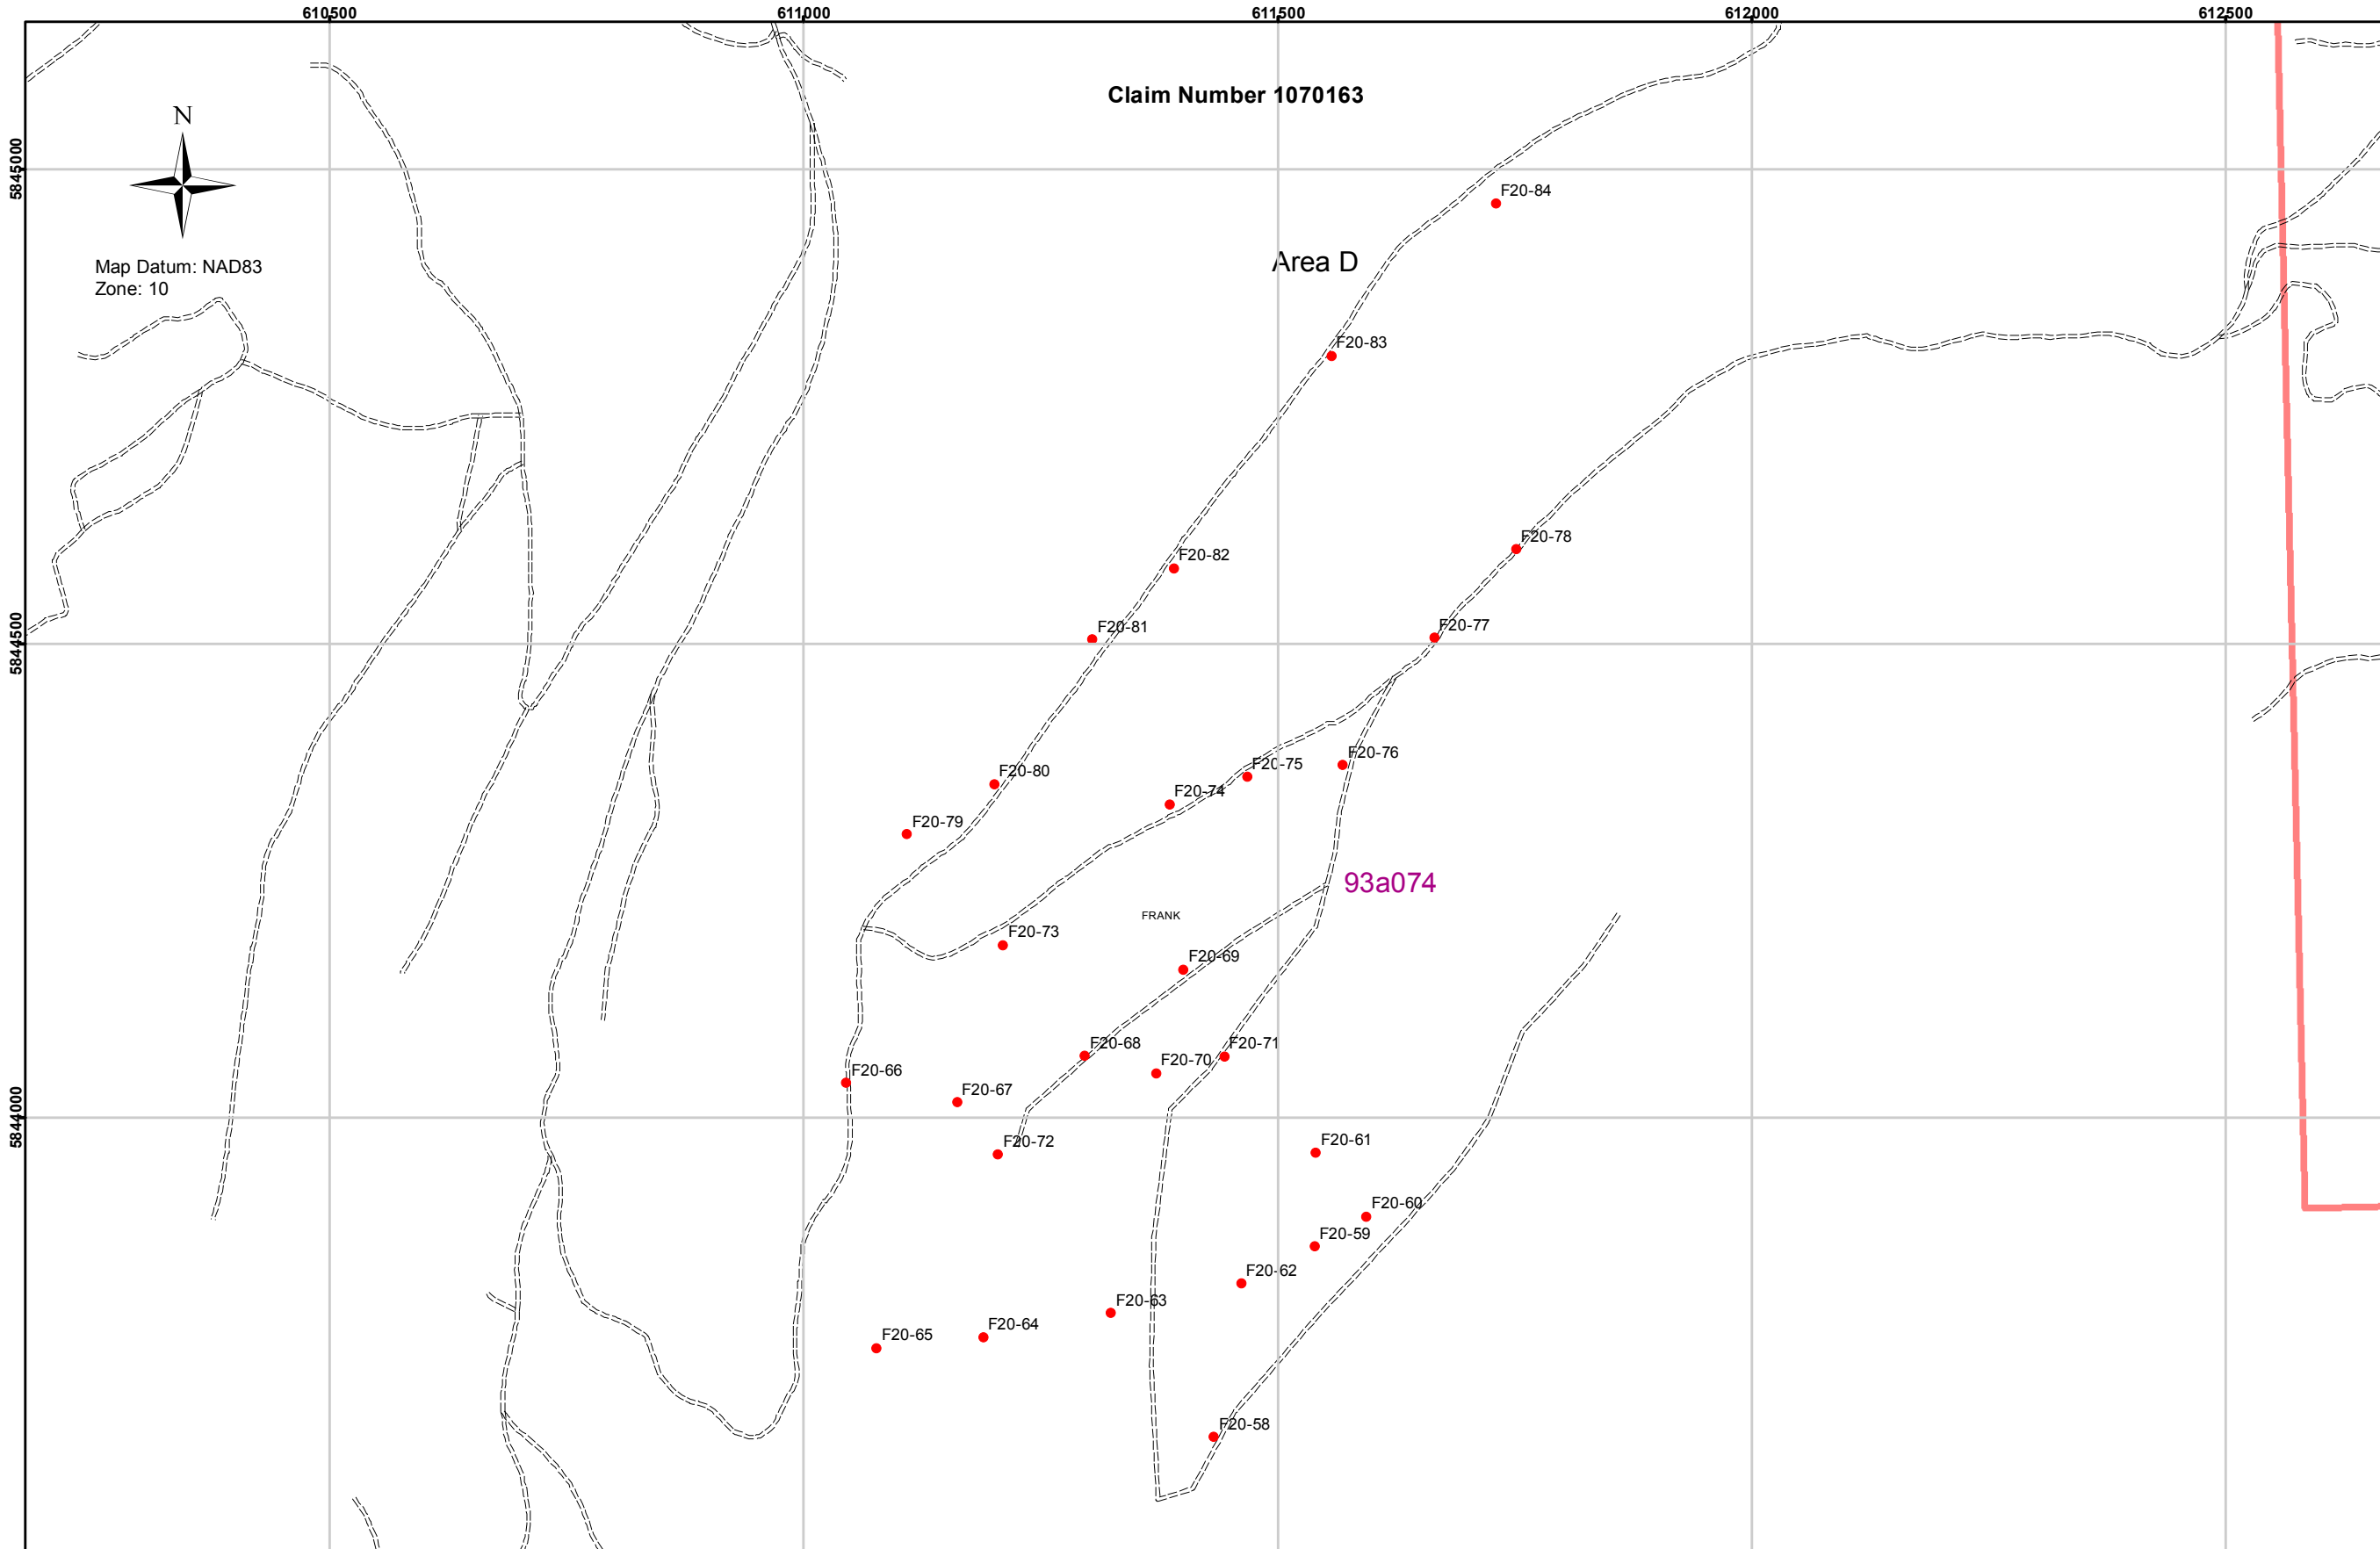 610500
611000
611500
612000
612500
Claim Number 1070163
N
5845000
F20-84
Area D
Map Datum: NAD83
Zone: 10
F20-83
F20-78
F20-82
F20-77
F20-81
5844500
F20-76
F20-75
F20-80
F20-74
F20-79
93a074
FRANK
F20-73
F20-69
F20-71
F20-68
F20-70
F20-66
F20-67
5844000
F20-61
F20-72
F20-60
F20-59
F20-62
F20-63
F20-64
F20-65
F20-58